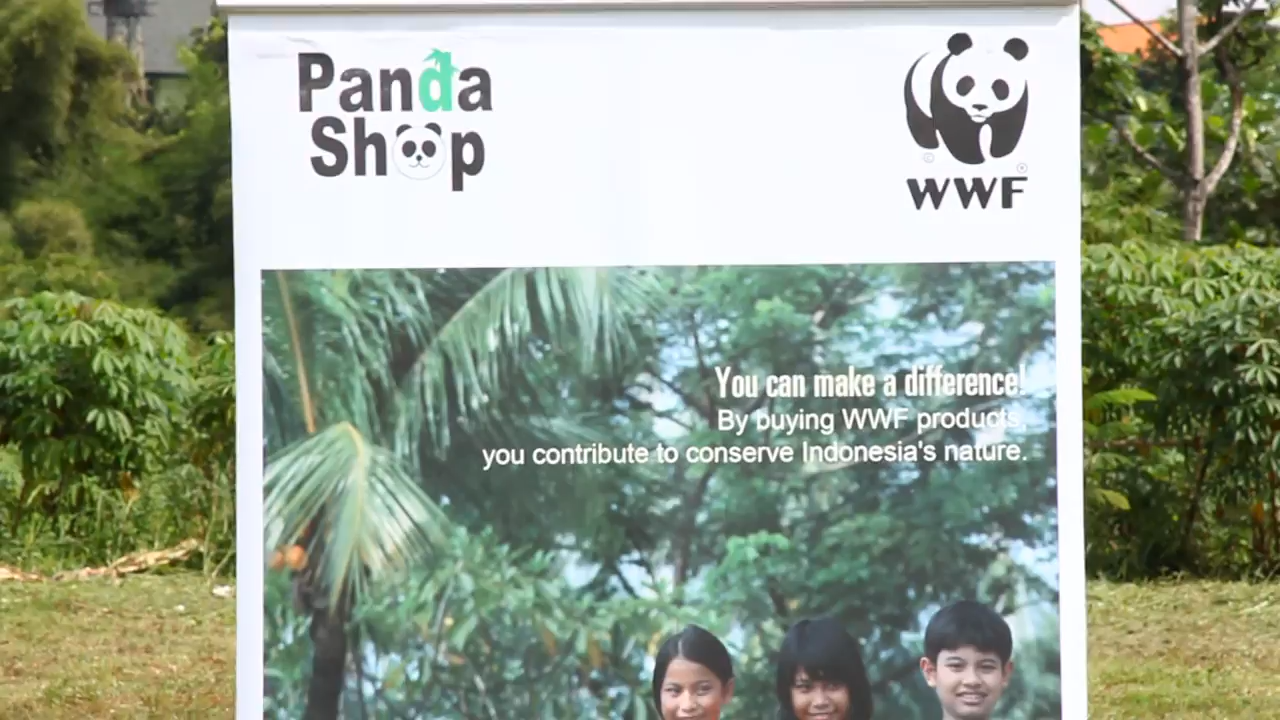 Panda
Shop
WWF
You can make a difference!
By buying WWF products,
you contribute to conserve Indonesia's nature.